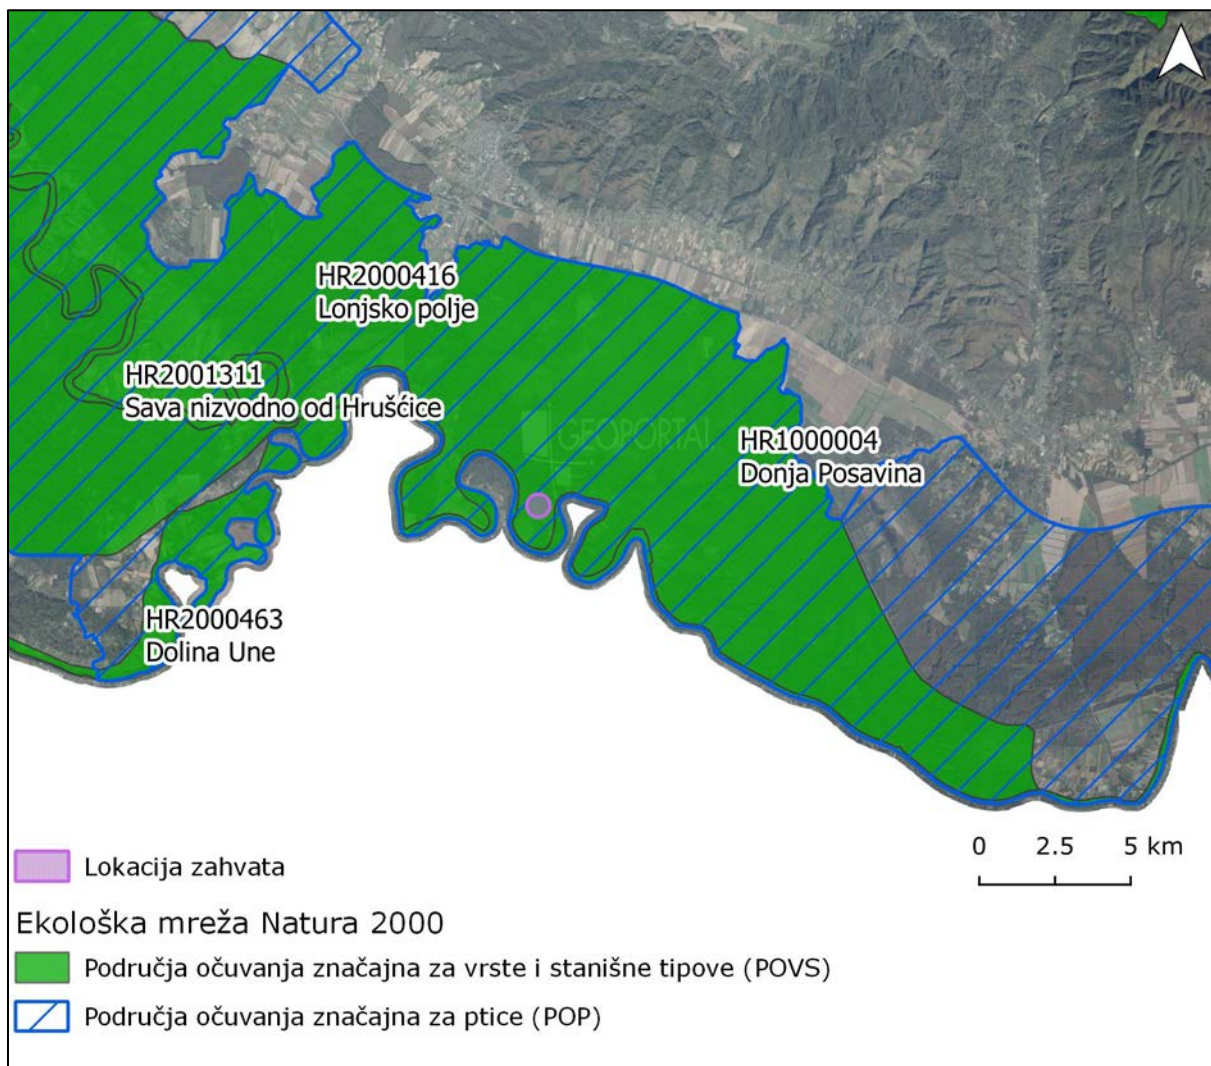 HR2000416
Lonjsko polje
HR2001311
Sava nizvodno od Hrušćice
GEOPORTAL
HR1000004
Donja Posavina
HR2000463
Dolina Une
0 2.5 5 km
Lokacija zahvata
Ekološka mreža Natura 2000
Područja očuvanja značajna za vrste i stanišne tipove (POVS)
Područja očuvanja značajna za ptice (POP)